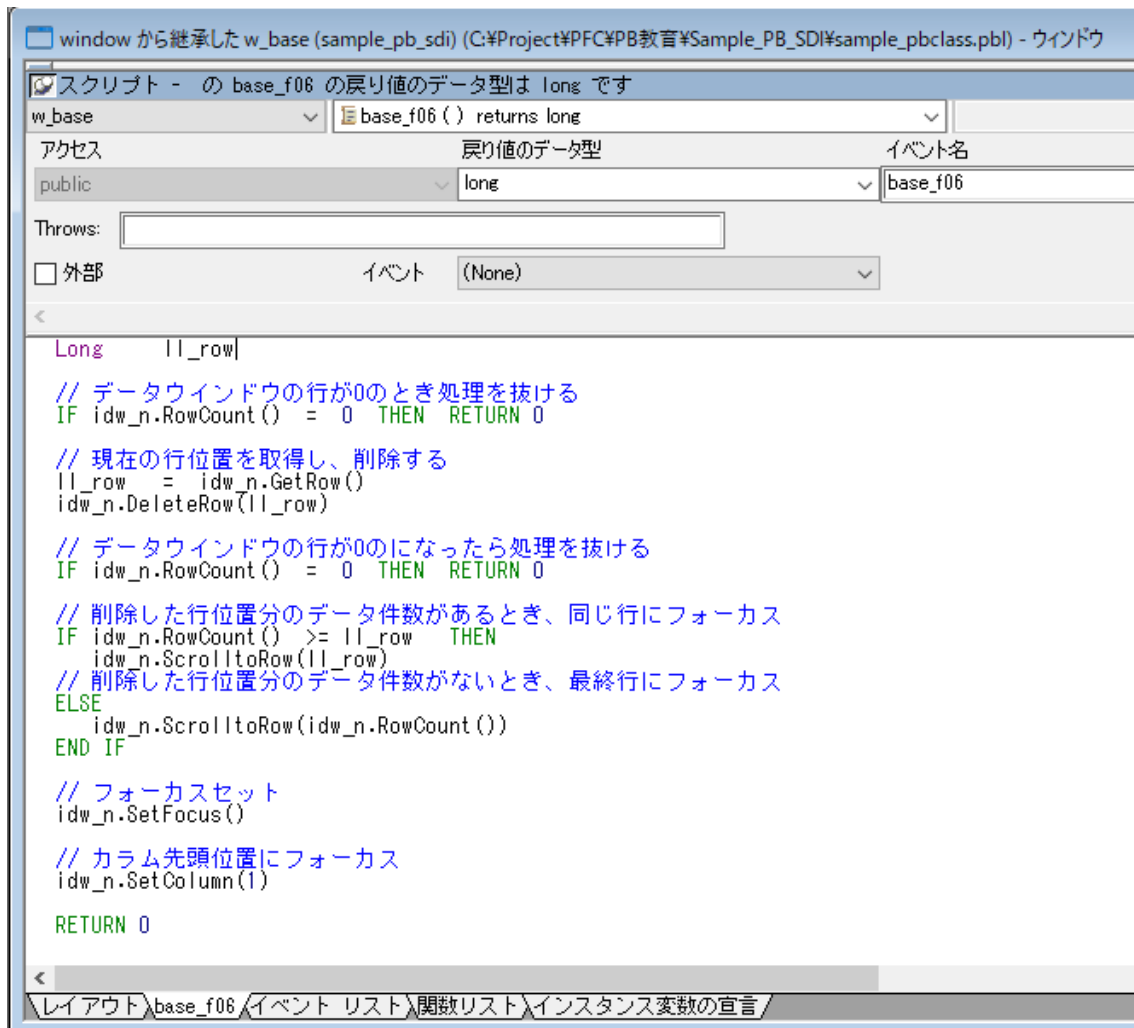 window から継承した w_base (sample_pb_sdi) (C:¥Project¥PFC¥PB教育¥Sample_PB_SDI¥sample_pbclass.pbl) - ウィンドウ
スクリプト - の base_f06 の戻り値のデータ型は long です
w_base
base_f06 ( ) returns long
アクセス 戻り値のデータ型 イベント名
public long base_f06
Throws:
外部 イベント (None)
Long ll_row
// データウインドウの行が0のとき処理を抜ける
IF idw_n.RowCount() = 0 THEN RETURN 0
// 現在の行位置を取得し、削除する
ll_row = idw_n.GetRow()
idw_n.DeleteRow(ll_row)
// データウインドウの行が0のになったら処理を抜ける
IF idw_n.RowCount() = 0 THEN RETURN 0
// 削除した行位置分のデータ件数があるとき、同じ行にフォーカス
IF idw_n.RowCount() >= ll_row THEN
idw_n.ScrolltoRow(ll_row)
// 削除した行位置分のデータ件数がないとき、最終行にフォーカス
ELSE
idw_n.ScrolltoRow(idw_n.RowCount())
END IF
// フォーカスセット
idw_n.SetFocus()
// カラム先頭位置にフォーカス
idw_n.SetColumn(1)
RETURN 0
レイアウト base_f06 イベント リスト 関数リスト インスタンス変数の宣言